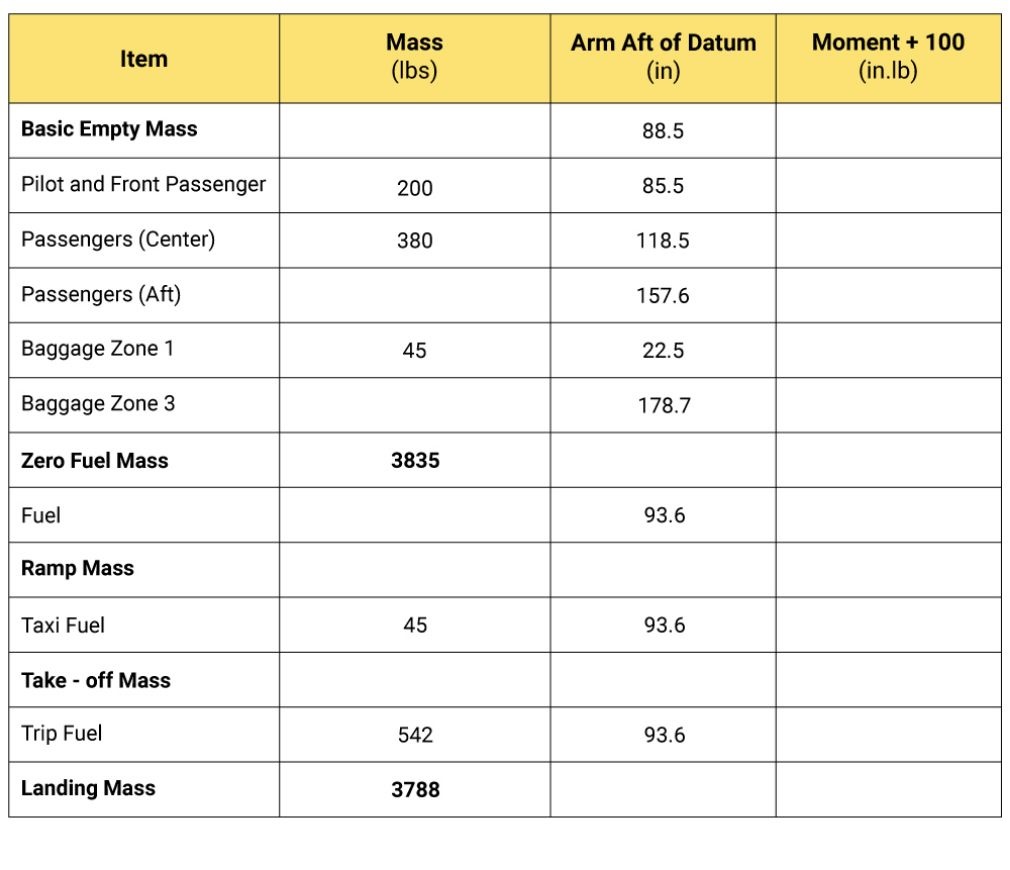 Item Mass Arm Aft of Datum Moment + 100
(lbs) (in) (in.lb)
Basic Empty Mass 88.5
Pilot and Front Passenger 200 85.5
Passengers (Center) 380 118.5
Passengers (Aft) 157.6
Baggage Zone 1 45 22.5
Baggage Zone 3 178.7
Zero Fuel Mass 3835
Fuel 93.6
Ramp Mass
Taxi Fuel 45 93.6
Take - off Mass
Trip Fuel 542 93.6
Landing Mass 3788